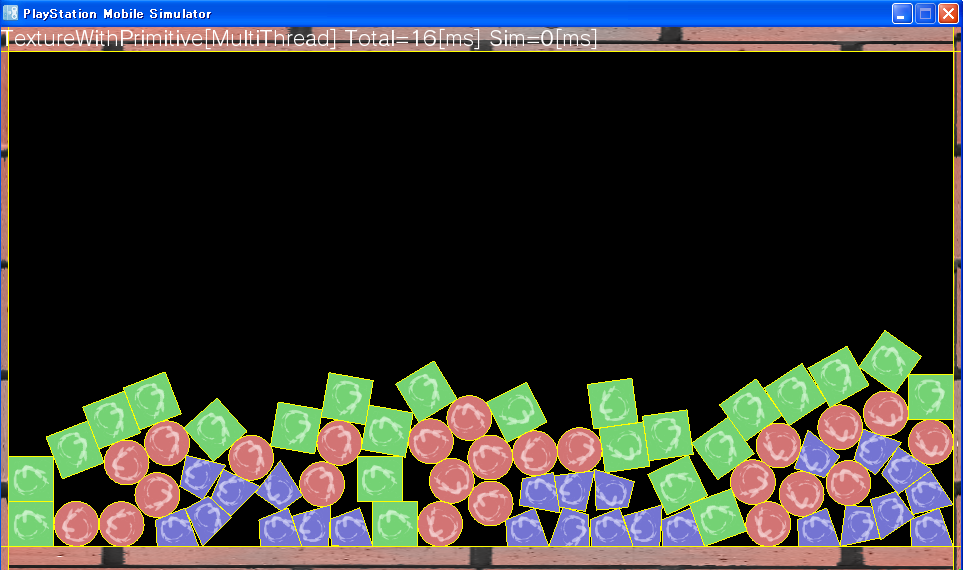 PlayStation Mobile Simulator
TextureWithPrimitive[MultiThread] Total=16[ms] Sim=0[ms]